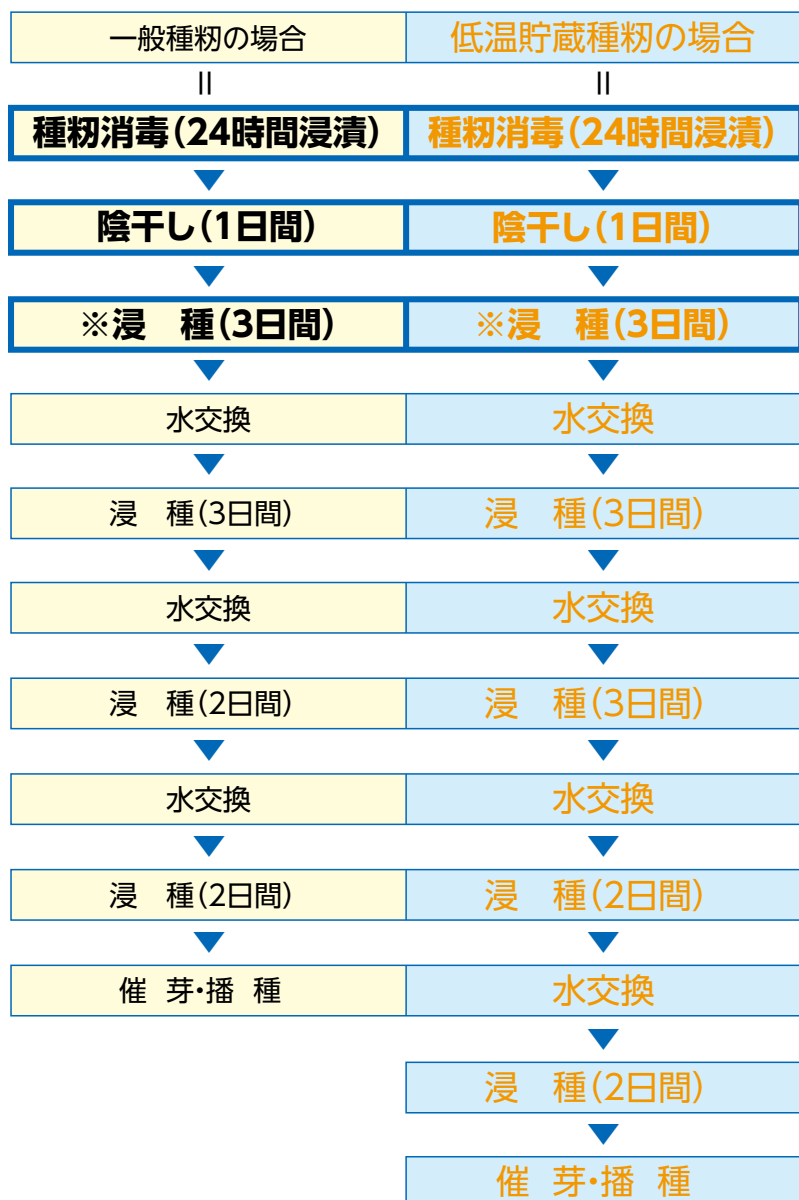 一般種籾の場合
低温貯蔵種籾の場合
=
=
種籾消毒(24時間浸漬)
種籾消毒(24時間浸漬)
▼
▼
陰干し(1日間)
陰干し(1日間)
▼
▼
※浸　種(3日間)
※浸　種(3日間)
▼
▼
水交換
水交換
▼
▼
浸　種(3日間)
浸　種(3日間)
▼
▼
水交換
水交換
▼
▼
浸　種(2日間)
浸　種(3日間)
▼
▼
水交換
水交換
▼
▼
浸　種(2日間)
浸　種(2日間)
▼
▼
催 芽・播 種
水交換
▼
浸　種(2日間)
▼
催 芽・播 種